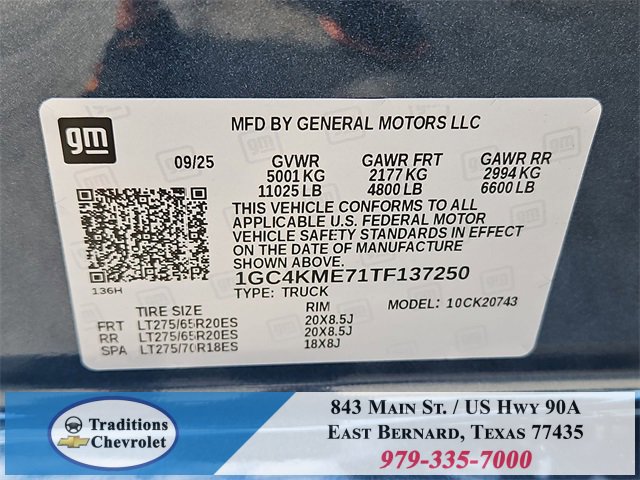 gm
MFD BY GENERAL MOTORS LLC
09/25 GVWR GAWR FRT GAWR RR
5001 KG 2177 KG 2994 KG
11025 LB 4800 LB 6600 LB
THIS VEHICLE CONFORMS TO ALL
APPLICABLE U.S. FEDERAL MOTOR
VEHICLE SAFETY STANDARDS IN EFFECT
ON THE DATE OF MANUFACTURE
SHOWN ABOVE.
1GC4KME71TF137250
136H
TYPE: TRUCK MODEL: 10CK20743
TIRE SIZE RIM
FRT LT275/65R20ES 20X8.5J
RR LT275/65R20ES 20X8.5J
SPA LT275/70R18ES 18X8J
Traditions
Chevrolet
843 Main St. / US Hwy 90A
East Bernard, Texas 77435
979-335-7000